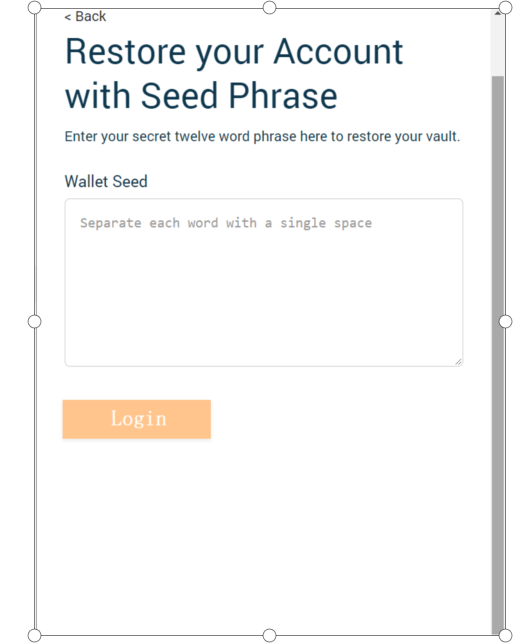 < Back
Restore your Account
with Seed Phrase
Enter your secret twelve word phrase here to restore your vault.
Wallet Seed
Separate each word with a single space
Login